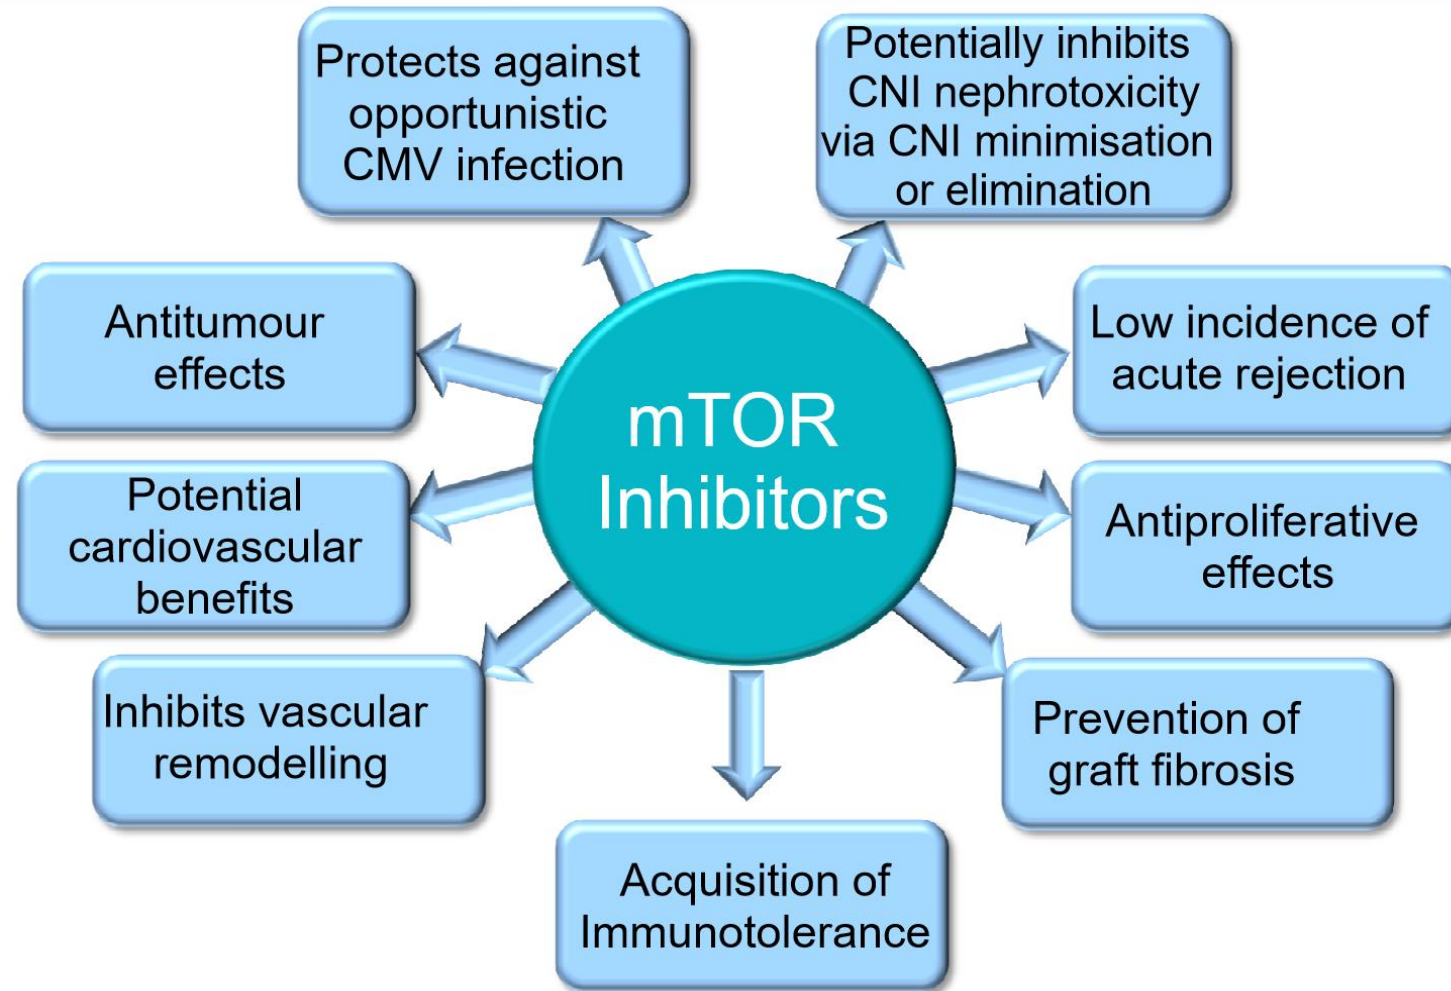 Protects against
opportunistic
CMV infection
Potentially inhibits
CNI nephrotoxicity
via CNI minimisation
or elimination
Antitumour
effects
Low incidence of
acute rejection
mTOR
Inhibitors
Potential
cardiovascular
benefits
Antiproliferative
effects
Inhibits vascular
remodelling
Prevention of
graft fibrosis
Acquisition of
Immunotolerance